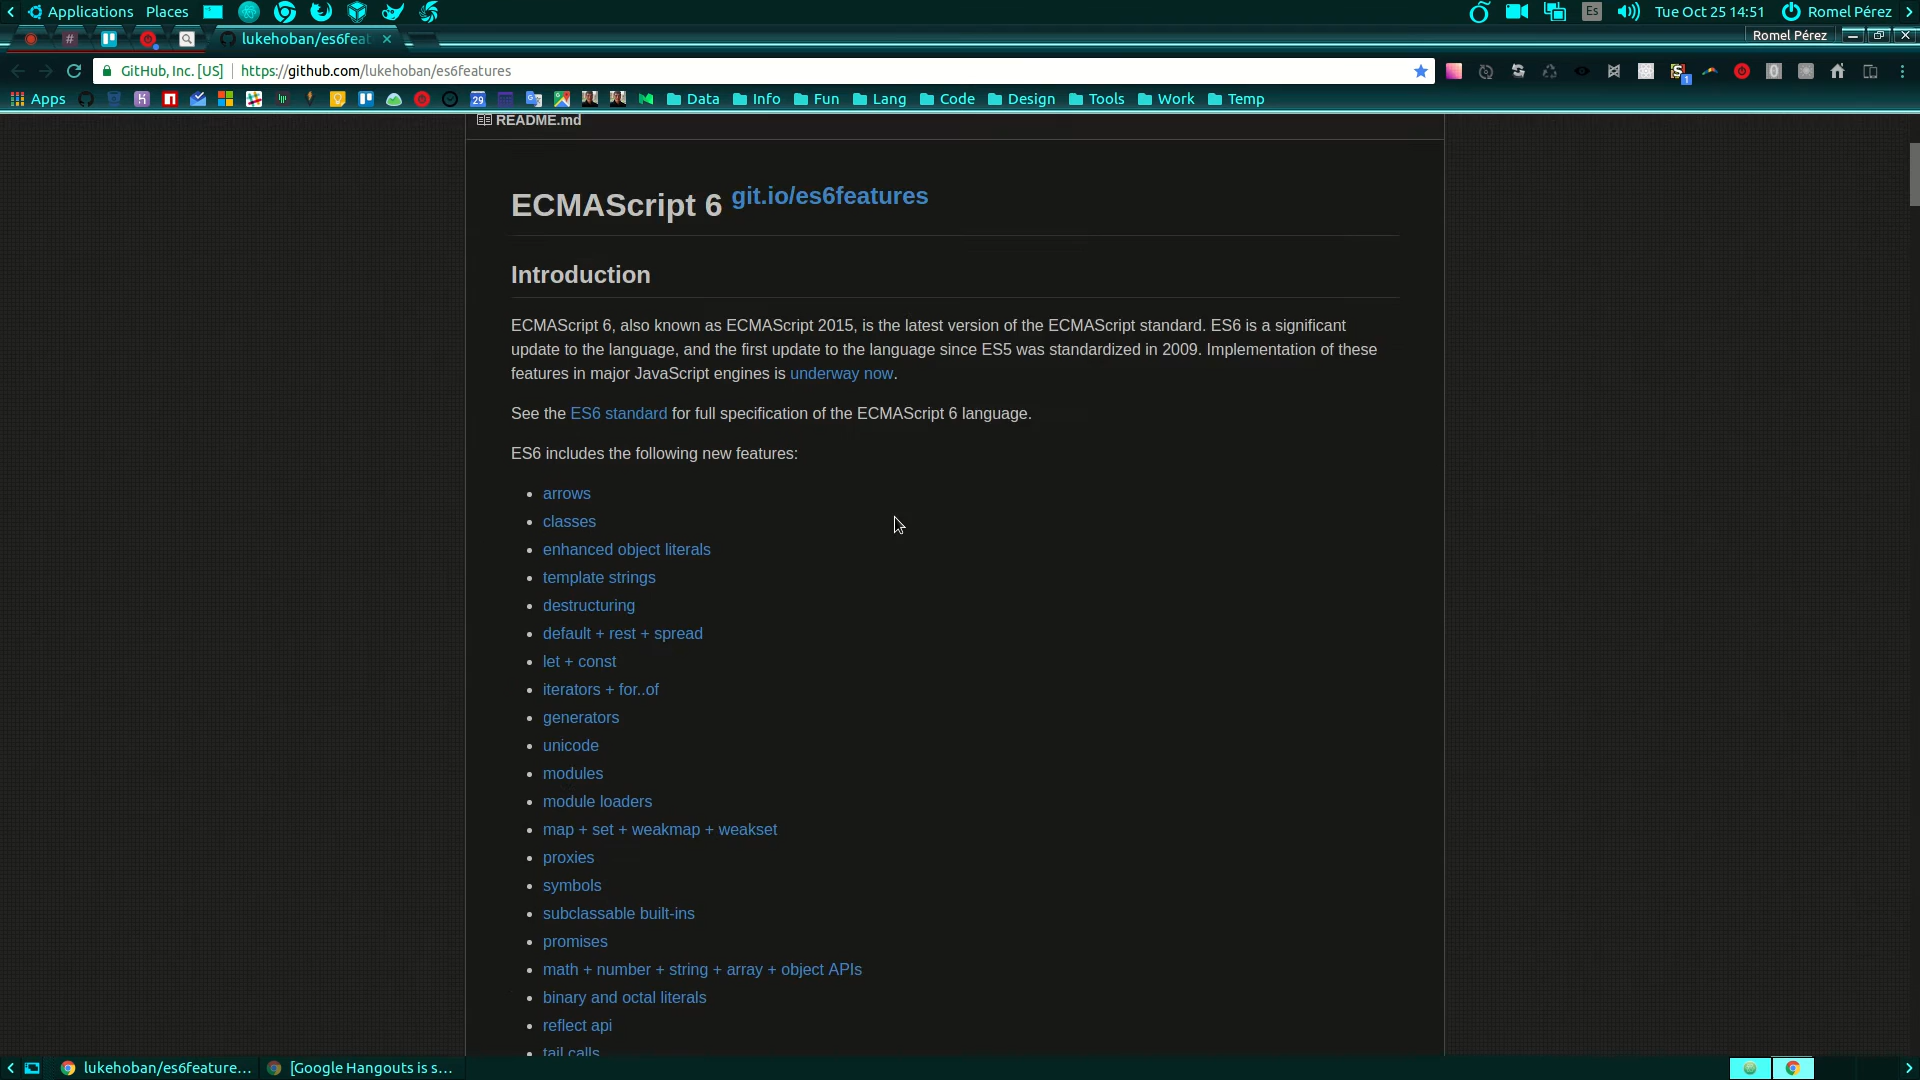 Applications Places Es Tue Oct 25 14:51 Romel Pérez
lukehoban/es6feat Romel Pérez
GitHub, Inc. [US] https://github.com/lukehoban/es6features
Apps 29 Data Info Fun Lang Code Design Tools Work Temp
README.md
ECMAScript 6 git.io/es6features
Introduction
ECMAScript 6, also known as ECMAScript 2015, is the latest version of the ECMAScript standard. ES6 is a significant
update to the language, and the first update to the language since ES5 was standardized in 2009. Implementation of these
features in major JavaScript engines is underway now.
See the ES6 standard for full specification of the ECMAScript 6 language.
ES6 includes the following new features:
arrows
classes
enhanced object literals
template strings
destructuring
default + rest + spread
let + const
iterators + for..of
generators
unicode
modules
module loaders
map + set + weakmap + weakset
proxies
symbols
subclassable built-ins
promises
math + number + string + array + object APIs
binary and octal literals
reflect api
tail calls
lukehoban/es6feature... [Google Hangouts is s...